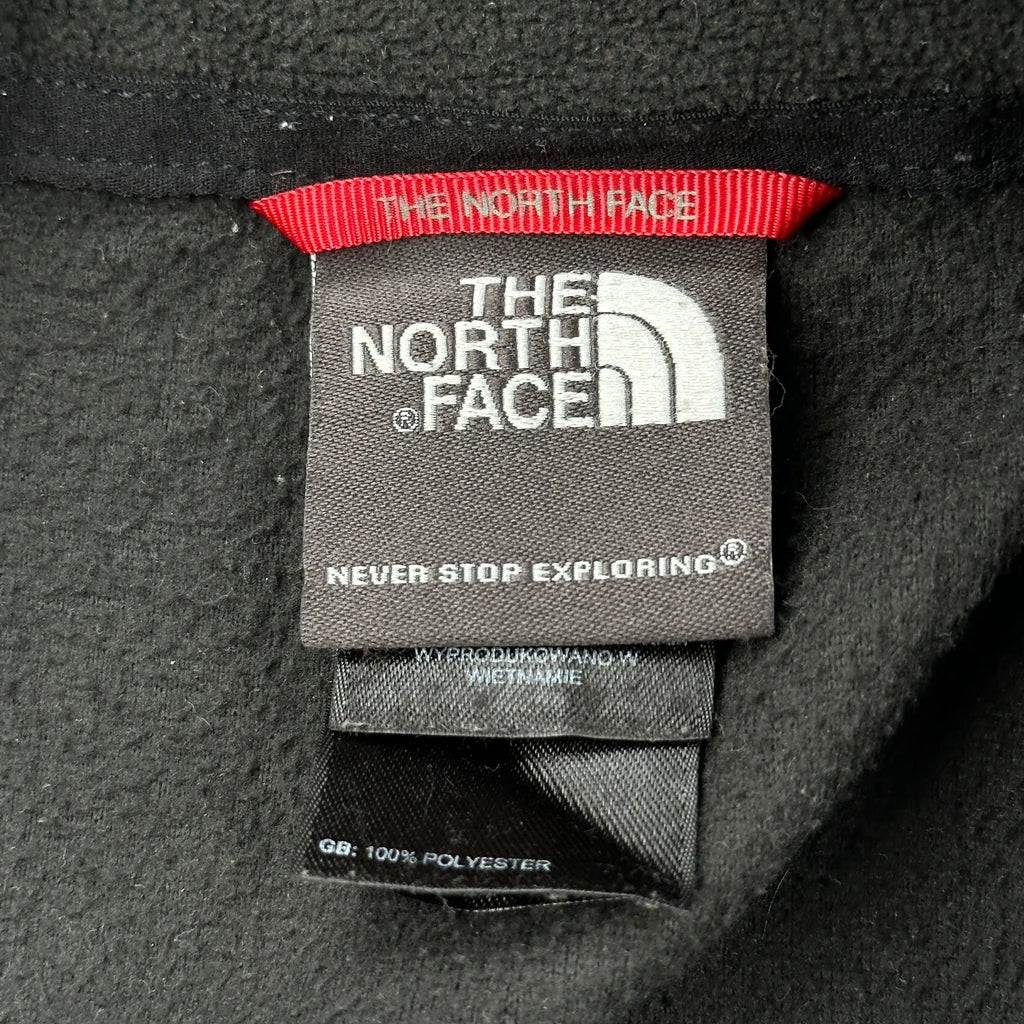 THE NORTH FACE
THE
NORTH
® FACE
NEVER STOP EXPLORING®
WYPRODUKOWANO W
WIETNAMIE
GB: 100% POLYESTER